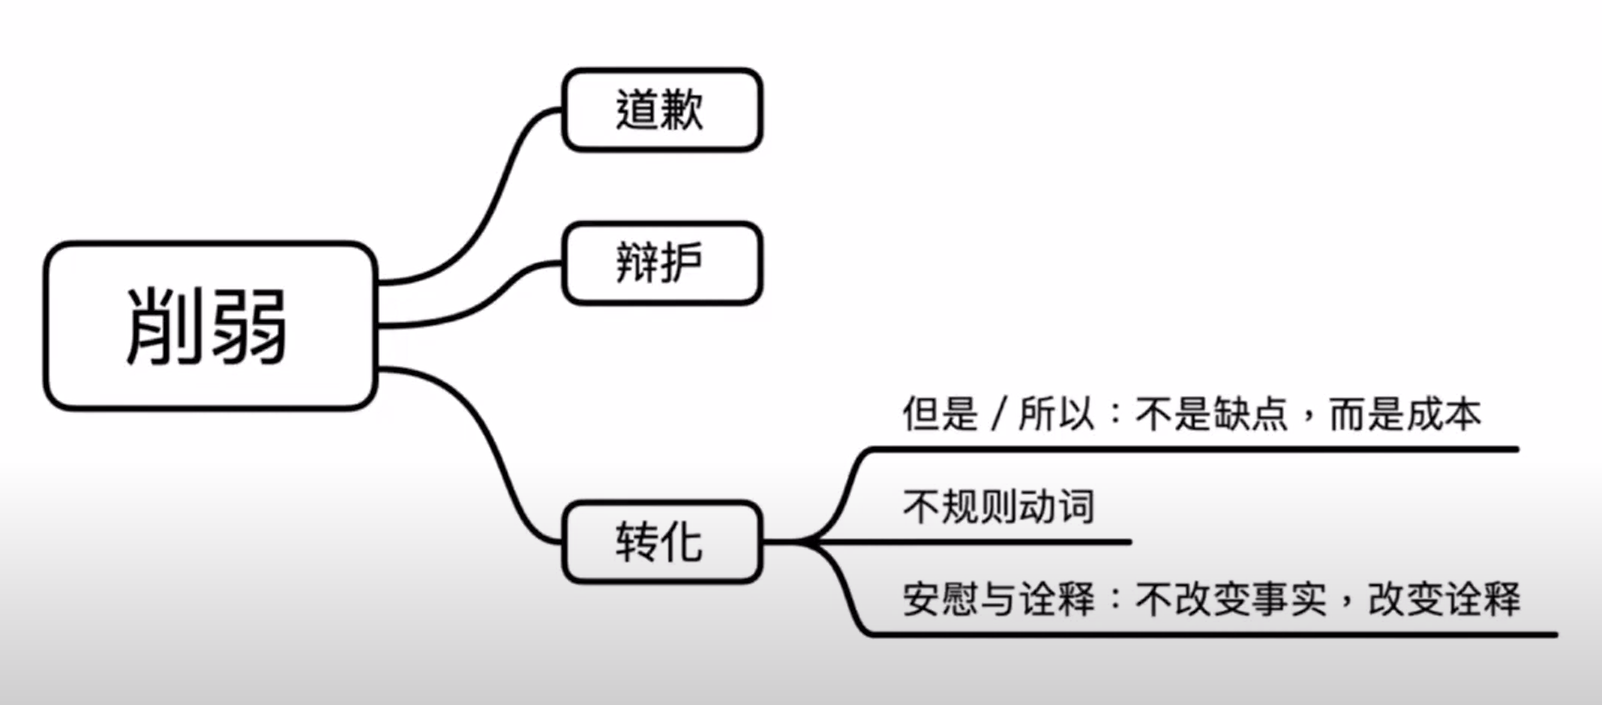 道歉
辩护
削弱
但是 / 所以：不是缺点，而是成本
不规则动词
转化
安慰与诠释：不改变事实，改变诠释